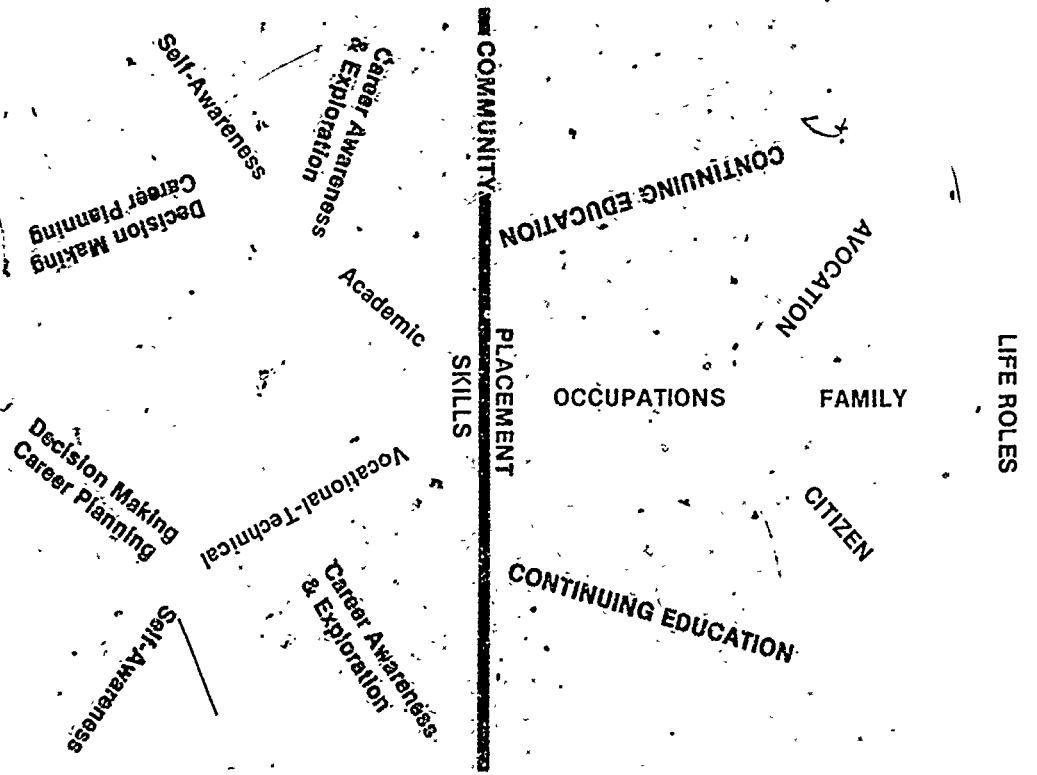 Self-Awareness
Career Awareness
& Exploration
COMMUNITY
CONTINUING EDUCATION
Decision Making
Career Planning
AVOCATION
Academic
SKILLS
PLACEMENT
OCCUPATIONS
FAMILY
LIFE ROLES
Decision Making
Career Planning
Vocational-Technical
CITIZEN
CONTINUING EDUCATION
Career Awareness
& Exploration
Self-Awareness